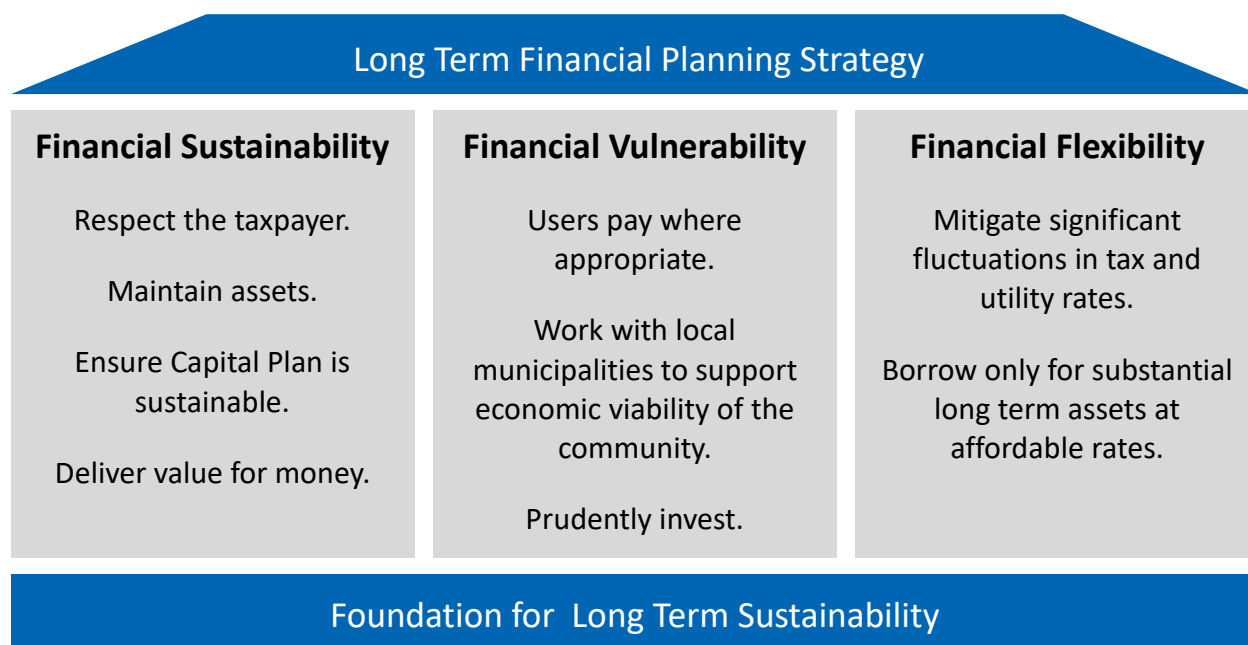 Long Term Financial Planning Strategy
Financial Sustainability
Respect the taxpayer.
Maintain assets.
Ensure Capital Plan is
sustainable.
Deliver value for money.
Financial Vulnerability
Users pay where
appropriate.
Work with local
municipalities to support
economic viability of the
community.
Prudently invest.
Financial Flexibility
Mitigate significant
fluctuations in tax and
utility rates.
Borrow only for substantial
long term assets at
affordable rates.
Foundation for  Long Term Sustainability